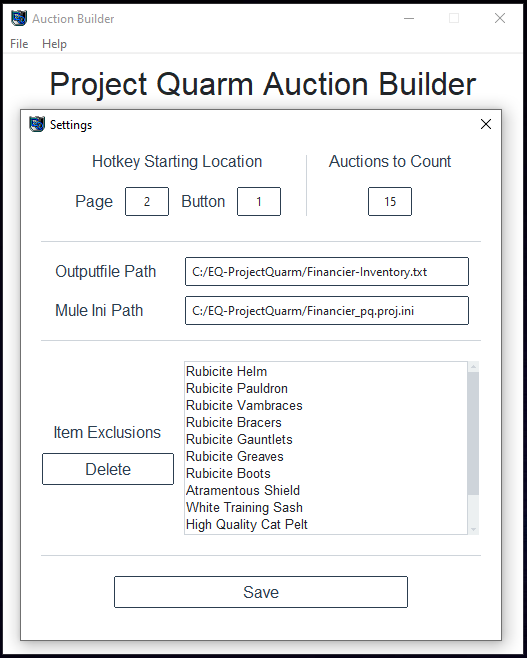 Auction Builder
File Help
Project Quarm Auction Builder
Settings
Hotkey Starting Location
Auctions to Count
Page 2 Button 1
15
Outputfile Path C:/EQ-ProjectQuarm/Financier-Inventory.txt
Mule Ini Path C:/EQ-ProjectQuarm/Financier_pq.proj.ini
Item Exclusions
Delete
Rubicite Helm
Rubicite Pauldron
Rubicite Vambraces
Rubicite Bracers
Rubicite Gauntlets
Rubicite Greaves
Rubicite Boots
Atramentous Shield
White Training Sash
High Quality Cat Pelt
Save